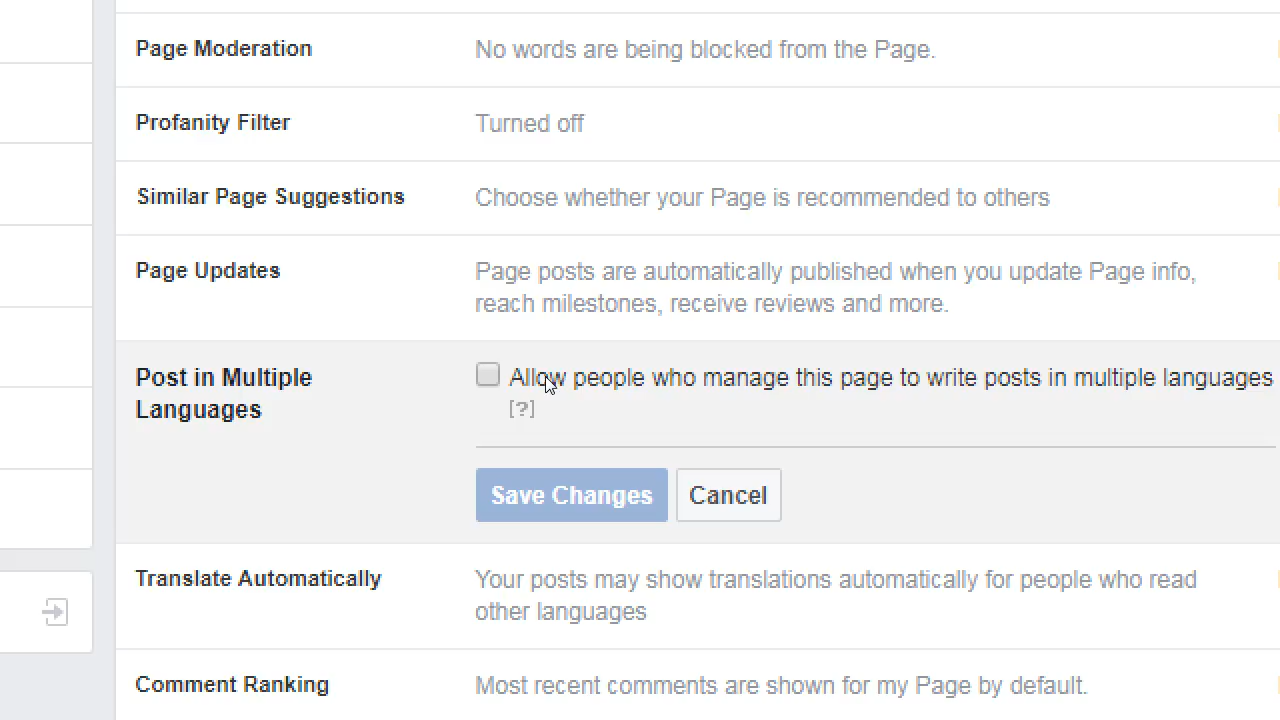 Page Moderation
No words are being blocked from the Page.
Profanity Filter
Turned off
Similar Page Suggestions
Choose whether your Page is recommended to others
Page Updates
Page posts are automatically published when you update Page info,
reach milestones, receive reviews and more.
Post in Multiple
Languages
Allow people who manage this page to write posts in multiple languages
[?]
Save Changes
Cancel
Translate Automatically
Your posts may show translations automatically for people who read
other languages
Comment Ranking
Most recent comments are shown for my Page by default.